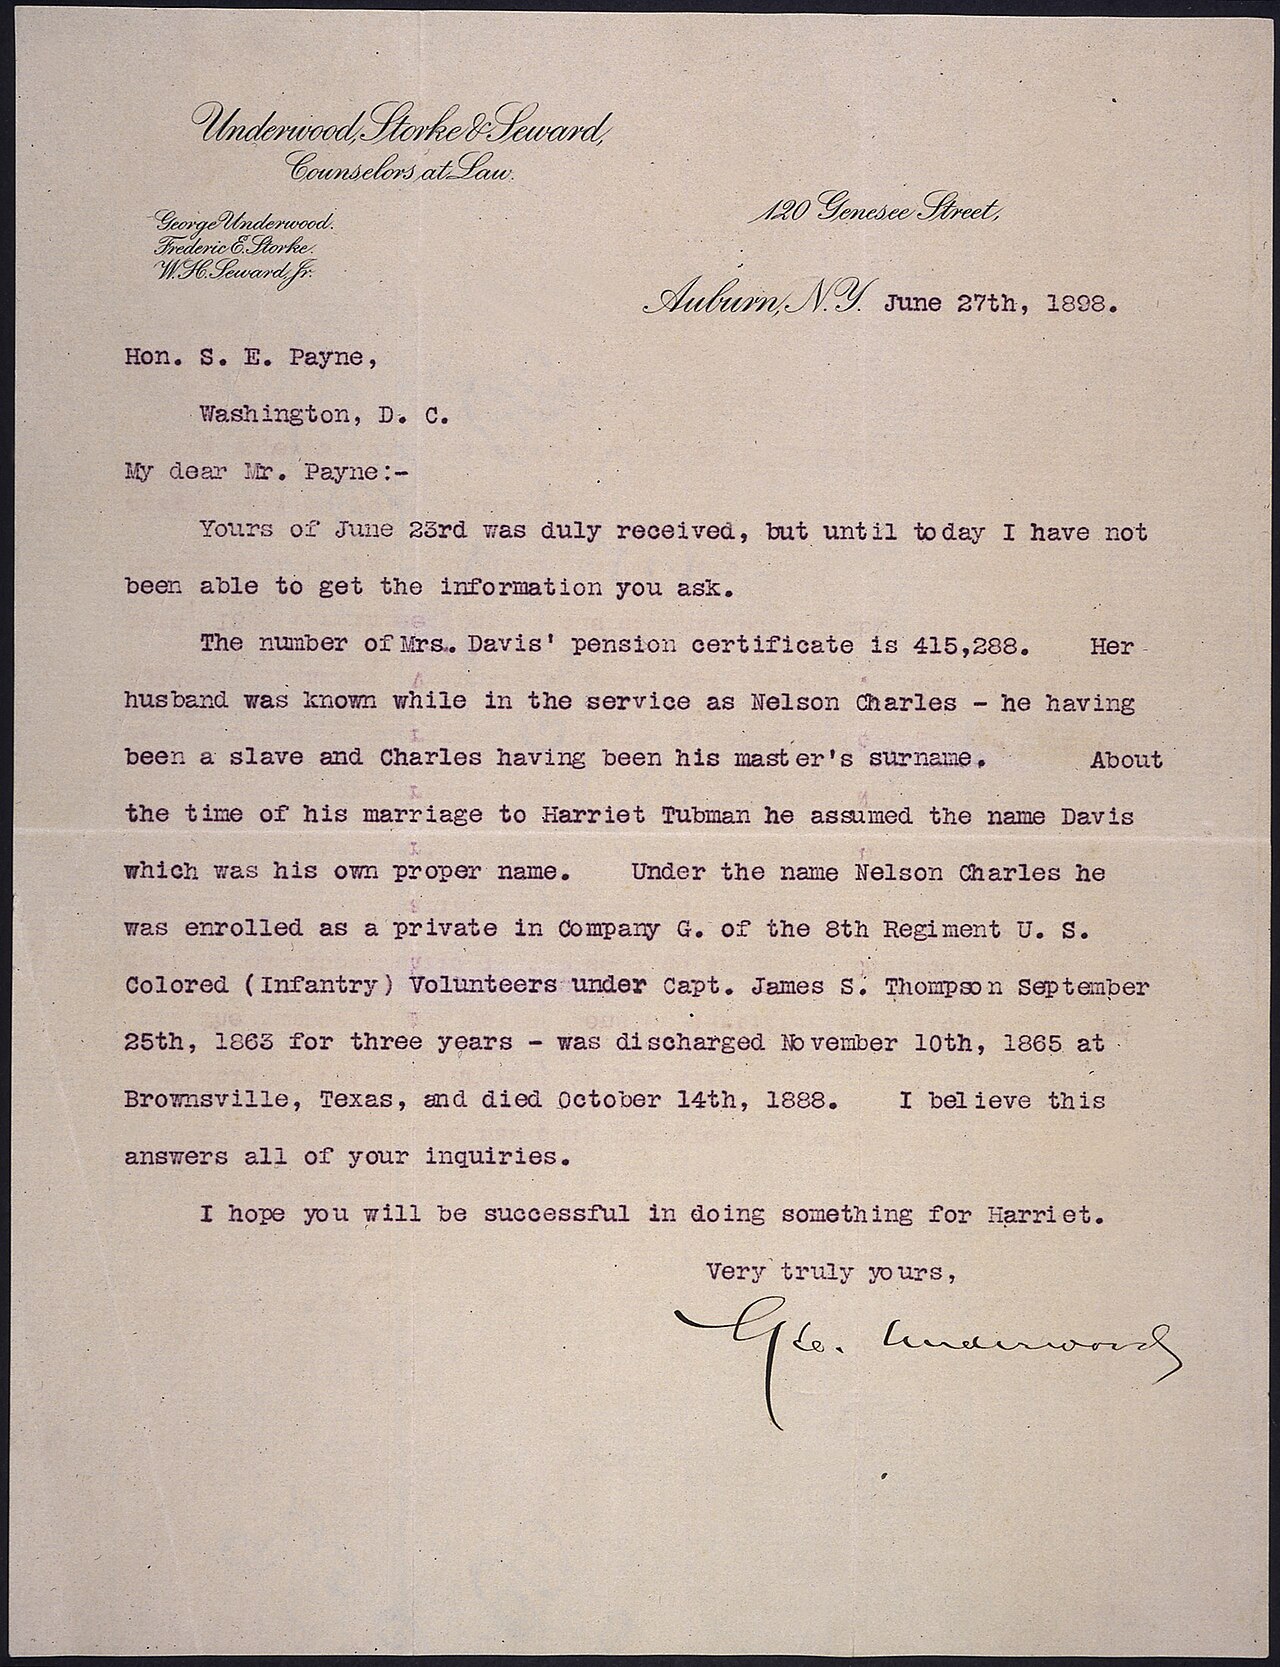 Underwood, Storke & Seward,
Counselors at Law.
George Underwood.
Frederic E. Storke.
W. H. Seward, Jr.
120 Genesee Street,
Auburn, N.Y. June 27th, 1898.
Hon. S. E. Payne,
Washington, D. C.
My dear Mr. Payne:-
Yours of June 23rd was duly received, but until today I have not
been able to get the information you ask.
The number of Mrs. Davis' pension certificate is 415,288. Her
husband was known while in the service as Nelson Charles - he having
been a slave and Charles having been his master's surname. About
the time of his marriage to Harriet Tubman he assumed the name Davis
which was his own proper name. Under the name Nelson Charles he
was enrolled as a private in Company G. of the 8th Regiment U. S.
Colored (Infantry) Volunteers under Capt. James S. Thompson September
25th, 1863 for three years - was discharged November 10th, 1865 at
Brownsville, Texas, and died October 14th, 1888. I believe this
answers all of your inquiries.
I hope you will be successful in doing something for Harriet.
Very truly yours,
Geo. Underwood